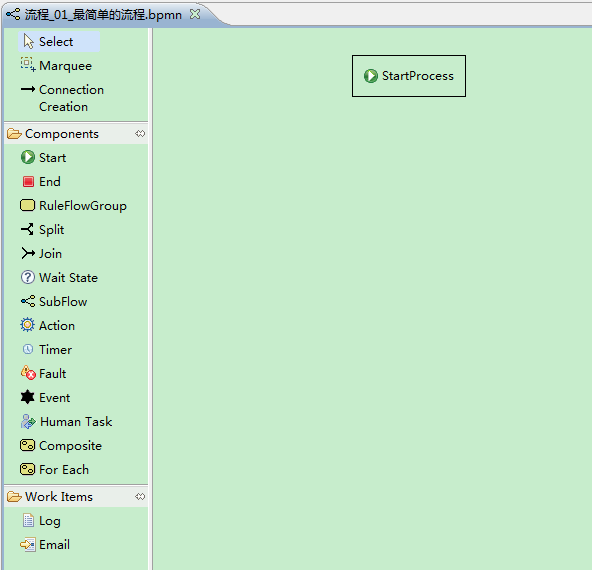 流程_01_最简单的流程.bpmn
Select
Marquee
Connection
Creation
Components
Start
End
RuleFlowGroup
Split
Join
Wait State
SubFlow
Action
Timer
Fault
Event
Human Task
Composite
For Each
Work Items
Log
Email
StartProcess